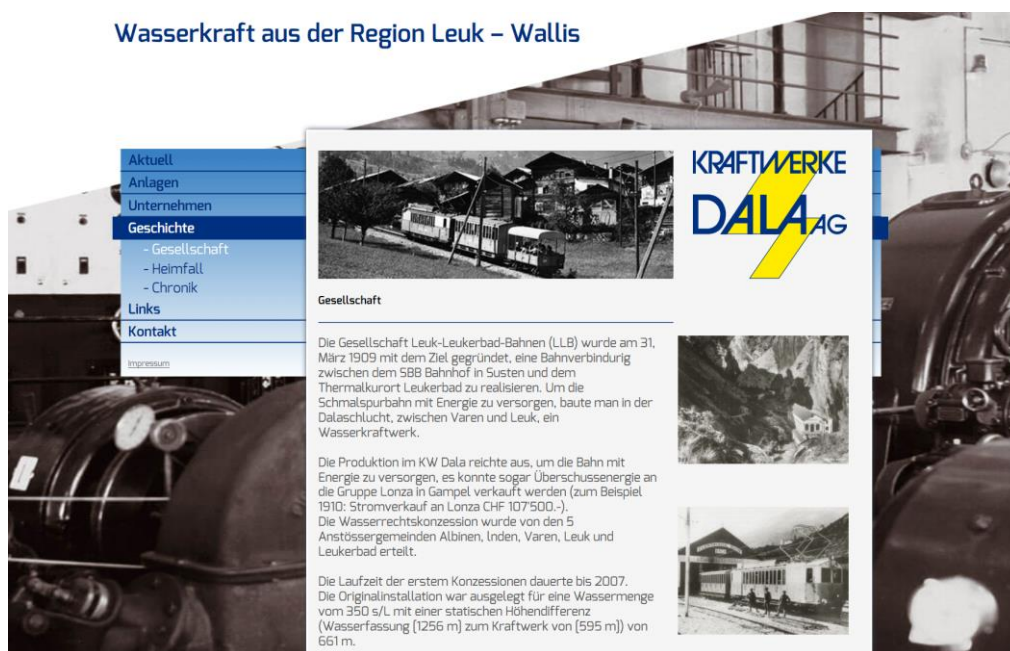 Wasserkraft aus der Region Leuk – Wallis
Aktuell
Anlagen
Unternehmen
Geschichte
- Gesellschaft
- Heimfall
- Chronik
Links
Kontakt
Impressum
KRAFTWERKE
DALA AG
Gesellschaft
Die Gesellschaft Leuk-Leukerbad-Bahnen (LLB) wurde am 31,
März 1909 mit dem Ziel gegründet, eine Bahnverbindurig
zwischen dem SBB Bahnhof in Susten und dem
Thermalkurort Leukerbad zu realisieren. Um die
Schmalspurbahn mit Energie zu versorgen, baute man in der
Dalaschlucht, zwischen Varen und Leuk, ein
Wasserkraftwerk.
Die Produktion im KW Dala reichte aus, um die Bahn mit
Energie zu versorgen, es konnte sogar Überschussenergie an
die Gruppe Lonza in Gampel verkauft werden (zum Beispiel
1910: Stromverkauf an Lonza CHF 107'500.-).
Die Wasserrechtskonzession wurde von den 5
Anstössergemeinden Albinen, lnden, Varen, Leuk und
Leukerbad erteilt.
Die Laufzeit der erstem Konzessionen dauerte bis 2007.
Die Originalinstallation war ausgelegt für eine Wassermenge
vom 350 s/L mit einer statischen Höhendifferenz
(Wasserfassung [1256 m] zum Kraftwerk von [595 m]) von
661 m.